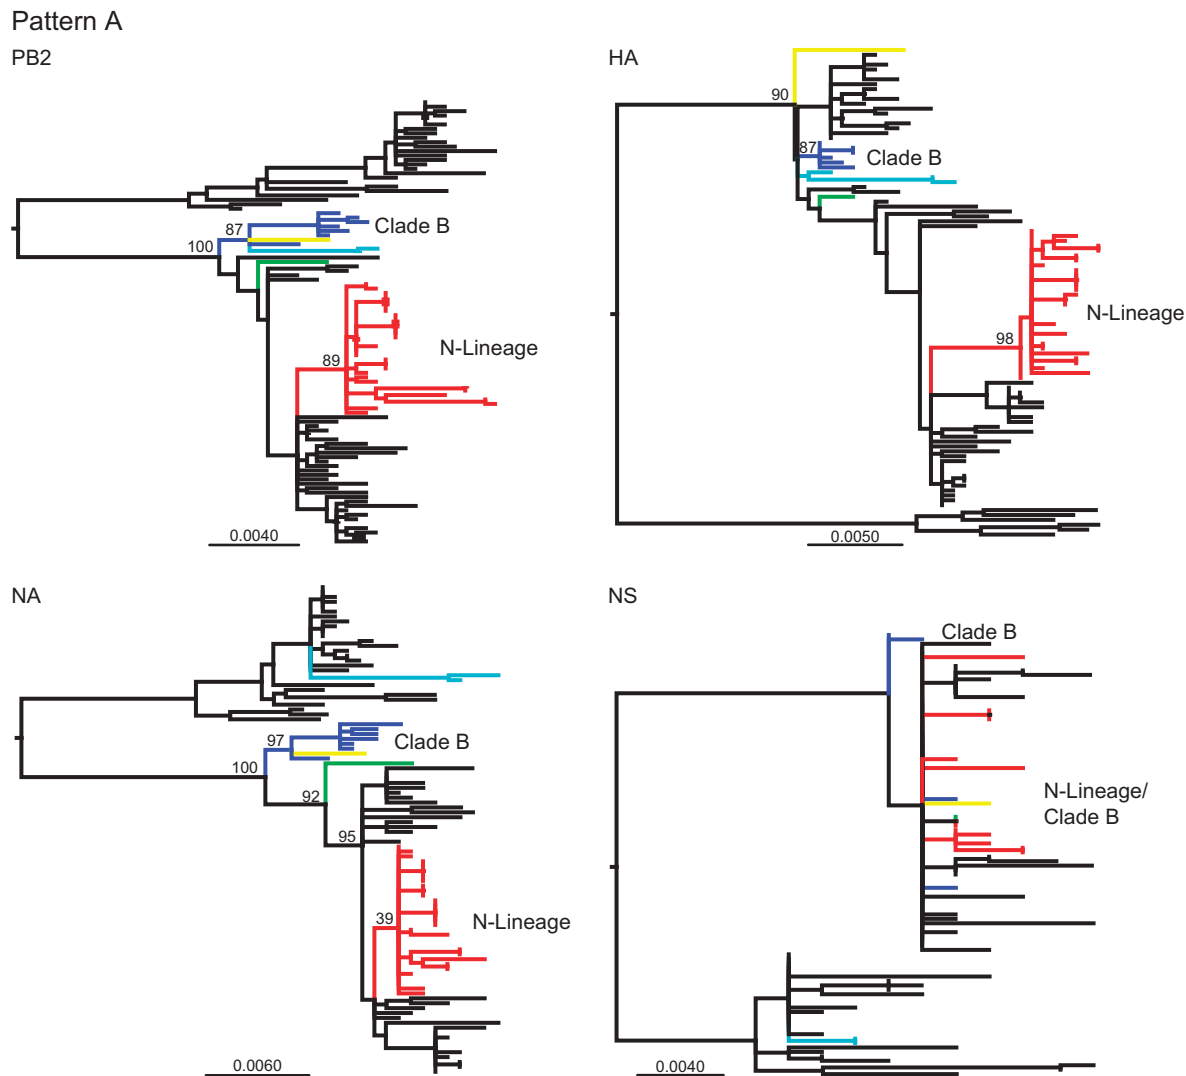 Pattern A
PB2
87
Clade B
100
89
N-Lineage
0.0040
HA
90
87
Clade B
98
N-Lineage
0.0050
NA
97
Clade B
100
92
95
39
N-Lineage
0.0060
NS
Clade B
N-Lineage/
Clade B
0.0040